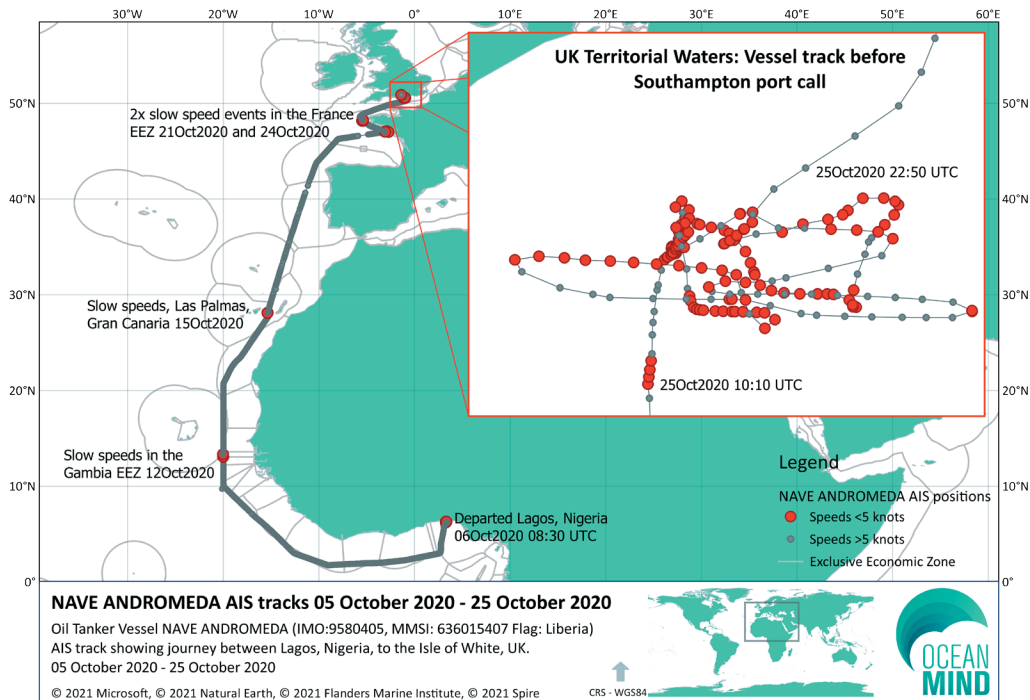 30°W 20°W 10°W 0° 10°E 20°E 30°E 40°E 50°E 60°E
UK Territorial Waters: Vessel track before
Southampton port call
50°N 50°N
2x slow speed events in the France
EEZ 21Oct2020 and 24Oct2020
25Oct2020 22:50 UTC
40°N 40°N
30°N 30°N
Slow speeds, Las Palmas,
Gran Canaria 15Oct2020
25Oct2020 10:10 UTC
20°N 20°N
Slow speeds in the
Gambia EEZ 12Oct2020
10°N 10°N
Departed Lagos, Nigeria
06Oct2020 08:30 UTC
0° 0°
Legend
NAVE ANDROMEDA AIS positions
Speeds <5 knots
Speeds >5 knots
Exclusive Economic Zone
NAVE ANDROMEDA AIS tracks 05 October 2020 - 25 October 2020
Oil Tanker Vessel NAVE ANDROMEDA (IMO:9580405, MMSI: 636015407 Flag: Liberia)
AIS track showing journey between Lagos, Nigeria, to the Isle of White, UK.
05 October 2020 - 25 October 2020
© 2021 Microsoft, © 2021 Natural Earth, © 2021 Flanders Marine Institute, © 2021 Spire
CRS - WGS84
OCEAN
MIND